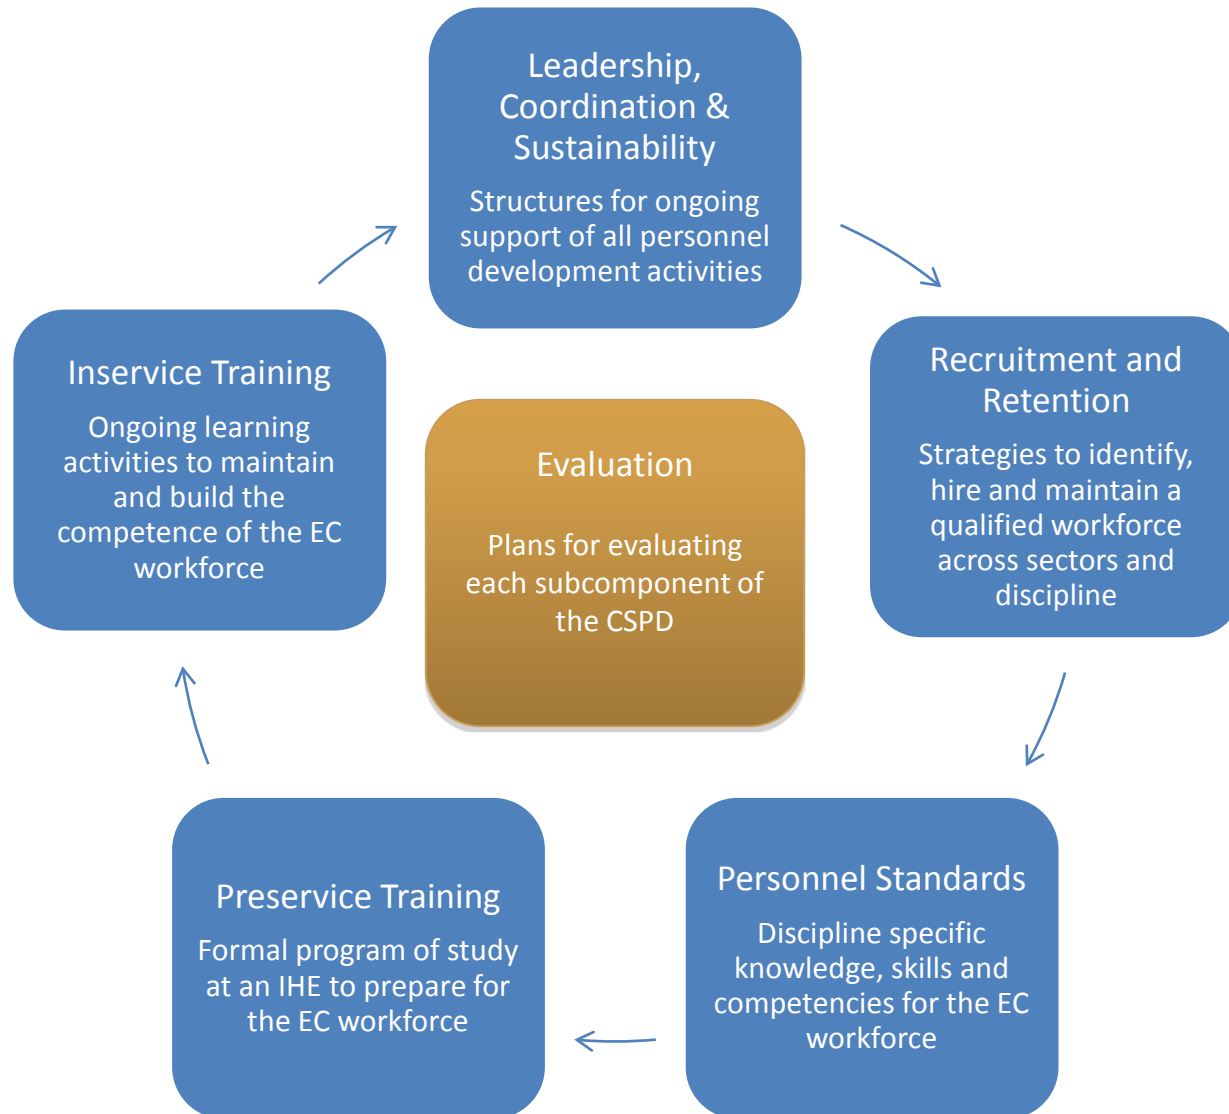 Leadership,
Coordination &
Sustainability
Structures for ongoing
support of all personnel
development activities
Recruitment and
Retention
Strategies to identify,
hire and maintain a
qualified workforce
across sectors and
discipline
Personnel Standards
Discipline specific
knowledge, skills and
competencies for the EC
workforce
Preservice Training
Formal program of study
at an IHE to prepare for
the EC workforce
Inservice Training
Ongoing learning
activities to maintain
and build the
competence of the EC
workforce
Evaluation
Plans for evaluating
each subcomponent of
the CSPD